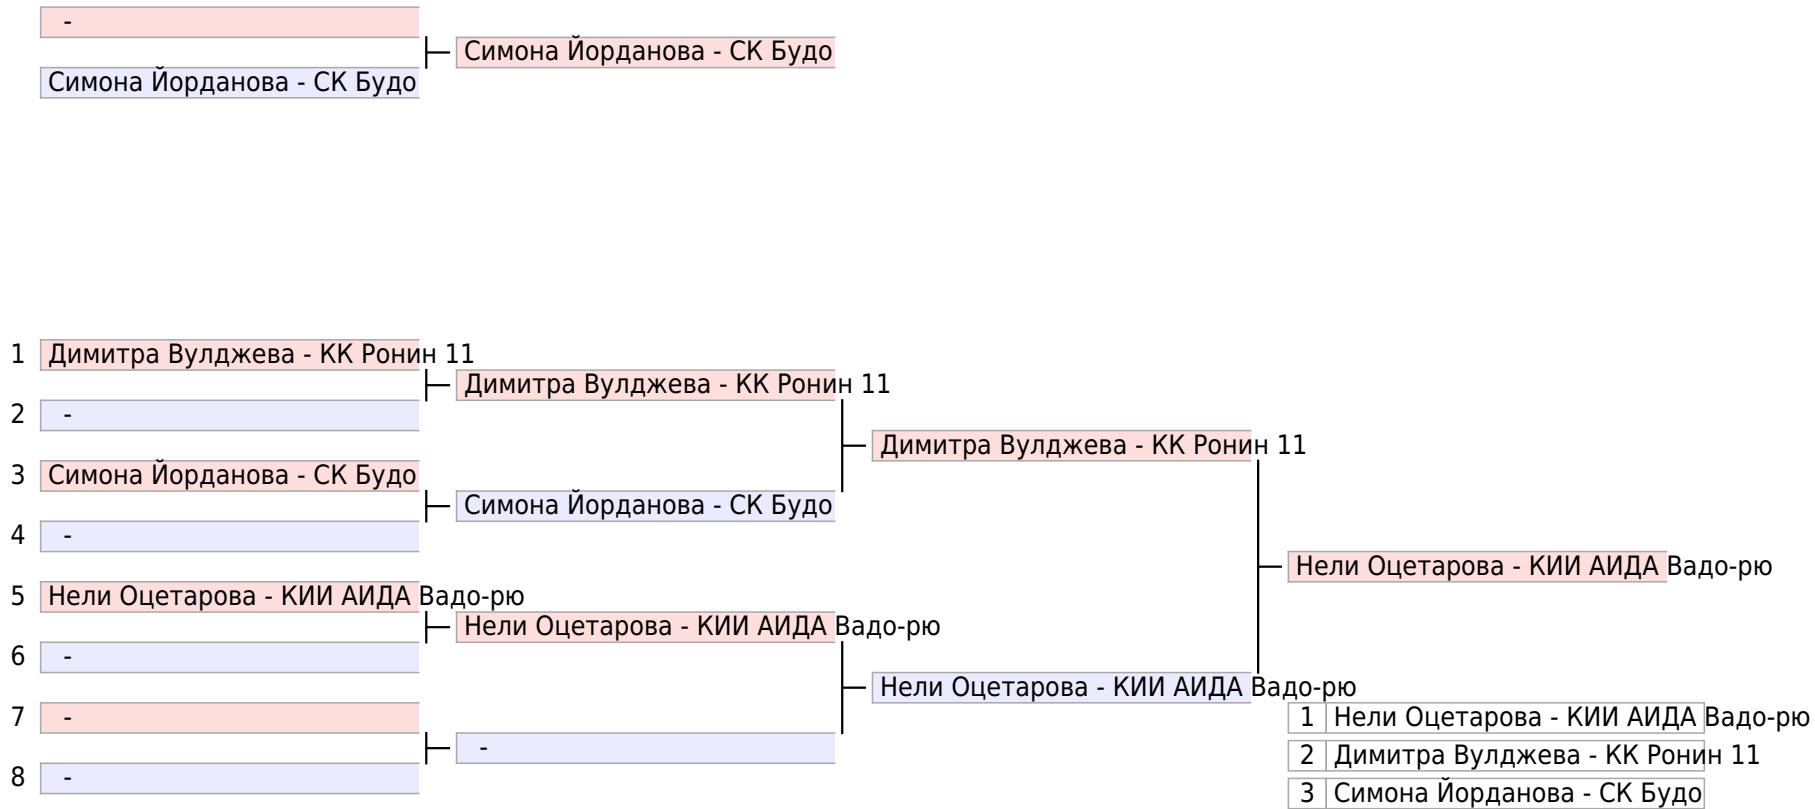 -
Симона Йорданова - СК Будо
Симона Йорданова - СК Будо
1 Димитра Вулджева - КК Ронин 11
Димитра Вулджева - КК Ронин 11
2 -
Димитра Вулджева - КК Ронин 11
3 Симона Йорданова - СК Будо
Симона Йорданова - СК Будо
4 -
Нели Оцетарова - КИИ АИДА Вадо-рю
5 Нели Оцетарова - КИИ АИДА Вадо-рю
Нели Оцетарова - КИИ АИДА Вадо-рю
6 -
Нели Оцетарова - КИИ АИДА Вадо-рю
7 -
-
8 -
1 Нели Оцетарова - КИИ АИДА Вадо-рю
2 Димитра Вулджева - КК Ронин 11
3 Симона Йорданова - СК Будо